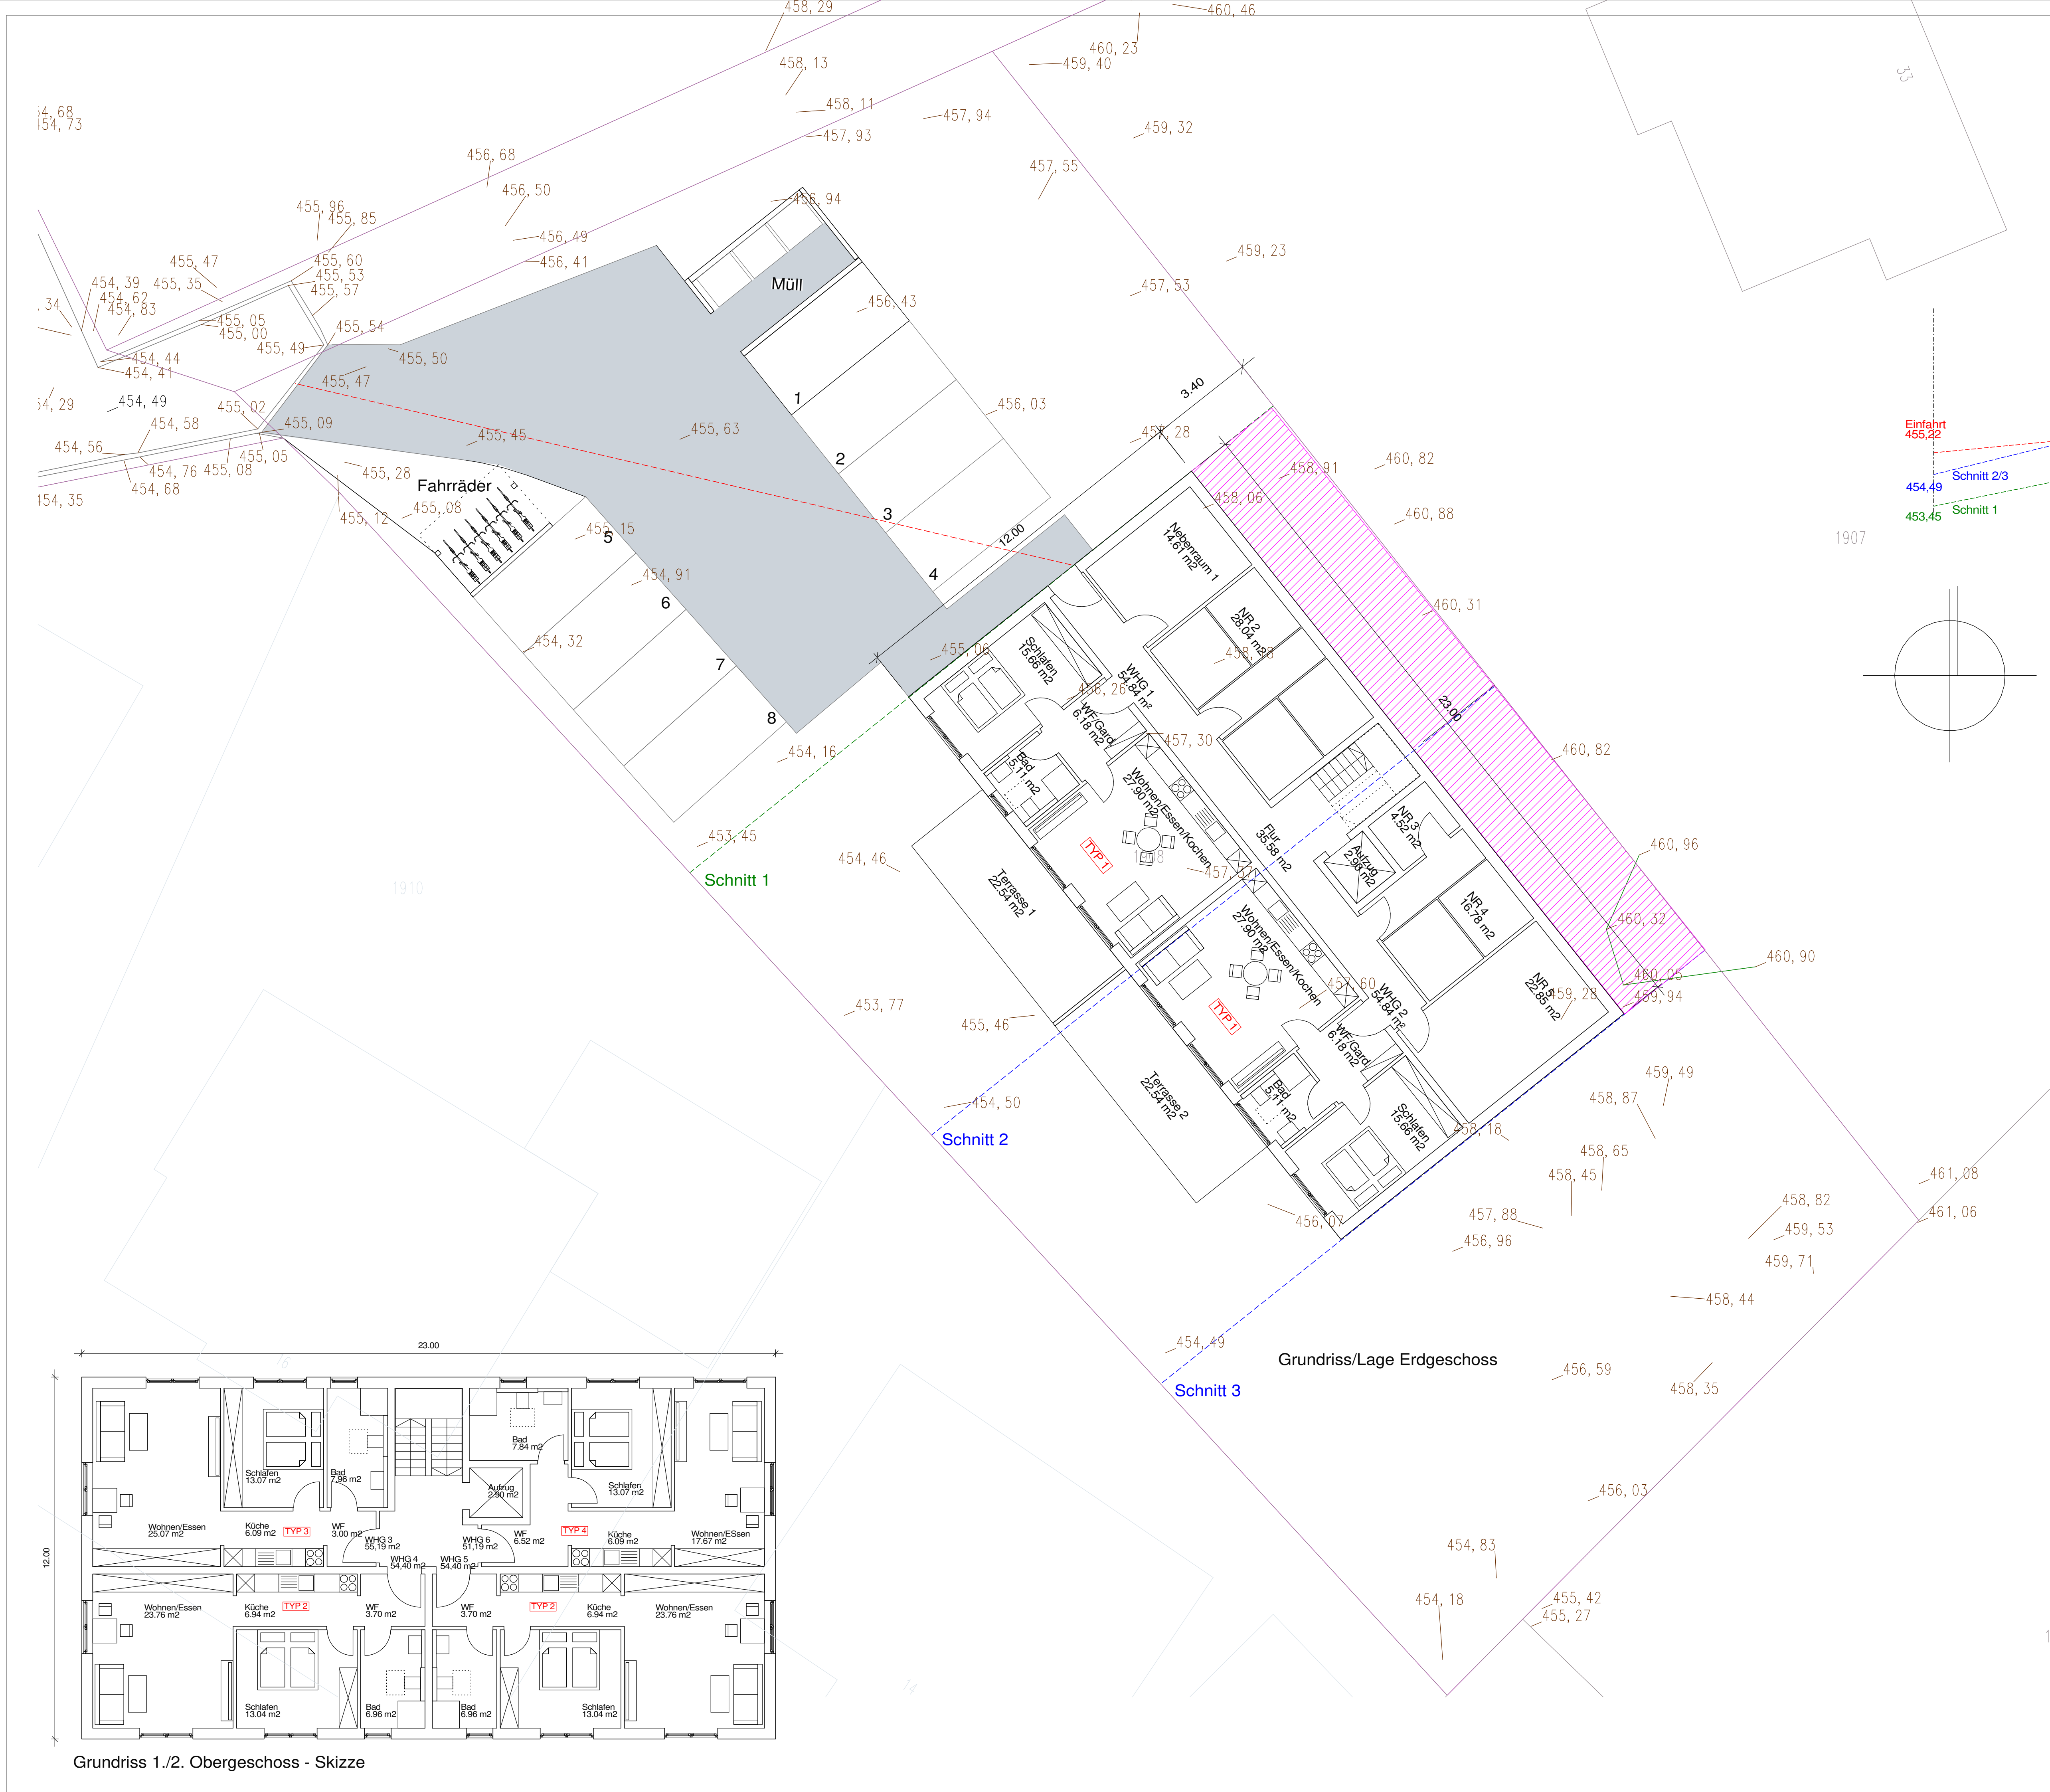 458,29
460,46
460,23
458,13
459,40
33
458,11
457,94
454,73
457,93
459,32
456,68
457,55
456,50
456,94
455,96
455,85
456,49
459,23
455,47
455,60
456,41
455,53
454,39
455,35
455,57
Müll
457,53
454,62
454,83
456,43
455,05
455,54
455,00
455,49
454,44
455,50
454,41
455,47
3.40
454,49
1
456,03
455,02
458,29
455,09
455,63
457,28
Einfahrt
455,22
454,58
455,45
454,56
455,05
2
460,82
454,76
455,08
455,28
458,91
Schnitt 2/3
454,68
Fahrräder
454,49
454,35
458,06
Schnitt 1
453,45
455,08
455,12
3
460,88
455,15
5
12.00
1907
Nebenraum 1
14.61 m2
454,91
4
6
460,31
NR 2
28.04 m2
454,32
455,06
458,18
Schlafen
15.66 m2
7
WHG 1
54.84 m²
456,26
8
WF/Gard.
6.18 m2
23.00
457,30
460,82
454,16
Bad
5.11 m2
Wohnen/Essen/Kochen
27.90 m2
NR 3
4.52 m2
453,45
Flur
35.58 m2
460,96
454,46
TYP 1
1908
Aufzug
2.90 m2
457,37
Schnitt 1
1910
Terrasse 1
22.54 m2
NR 4
16.78 m2
460,32
Wohnen/Essen/Kochen
27.90 m2
460,90
460,05
457,60
459,94
459,28
453,77
NR 5
22.85 m2
WHG 2
54.84 m²
455,46
TYP 1
WF/Gard.
6.18 m2
459,49
Terrasse 2
22.54 m2
Bad
5.11 m2
458,87
454,50
Schlafen
15.66 m2
458,18
Schnitt 2
458,65
458,45
461,08
458,82
457,88
461,06
456,07
459,53
456,96
459,71
458,44
454,49
23.00
Grundriss/Lage Erdgeschoss
16
456,59
458,35
Schnitt 3
Bad
7.84 m2
Schlafen
13.07 m2
Bad
7.96 m2
Aufzug
2.90 m2
Schlafen
13.07 m2
456,03
Wohnen/Essen
25.07 m2
Küche
6.09 m2
TYP 3
WF
3.00 m2
WHG 3
55,19 m2
WHG 6
51,19 m2
WF
6.52 m2
TYP 4
Küche
6.09 m2
Wohnen/ESsen
17.67 m2
454,83
12.00
WHG 4
54,40 m2
WHG 5
54,40 m2
454,18
455,42
Wohnen/Essen
23.76 m2
Küche
6.94 m2
TYP 2
WF
3.70 m2
WF
3.70 m2
TYP 2
Küche
6.94 m2
Wohnen/Essen
23.76 m2
455,27
14
Schlafen
13.04 m2
Bad
6.96 m2
Bad
6.96 m2
Schlafen
13.04 m2
Grundriss 1./2. Obergeschoss - Skizze